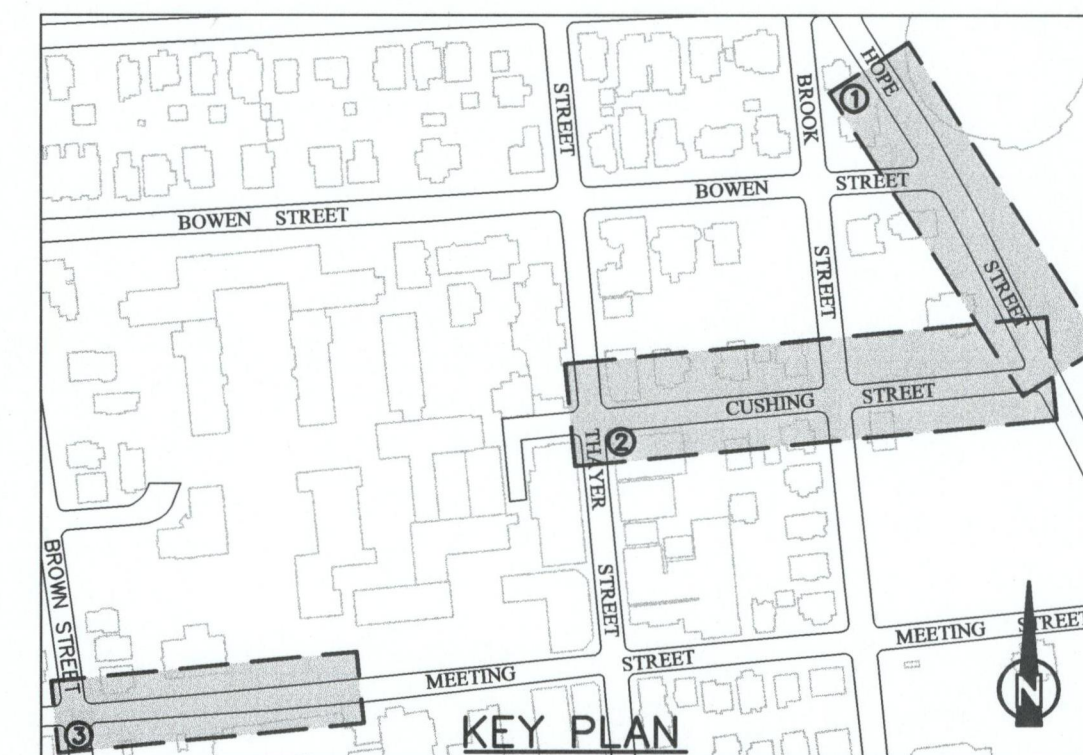 HOPE
①
STREET
BROOK
BOWEN STREET
BOWEN STREET
STREET
STREET
CUSHING STREET
②
THAYER
STREET
BROWN STREET
MEETING STREET
MEETING STREET
③
KEY PLAN
N